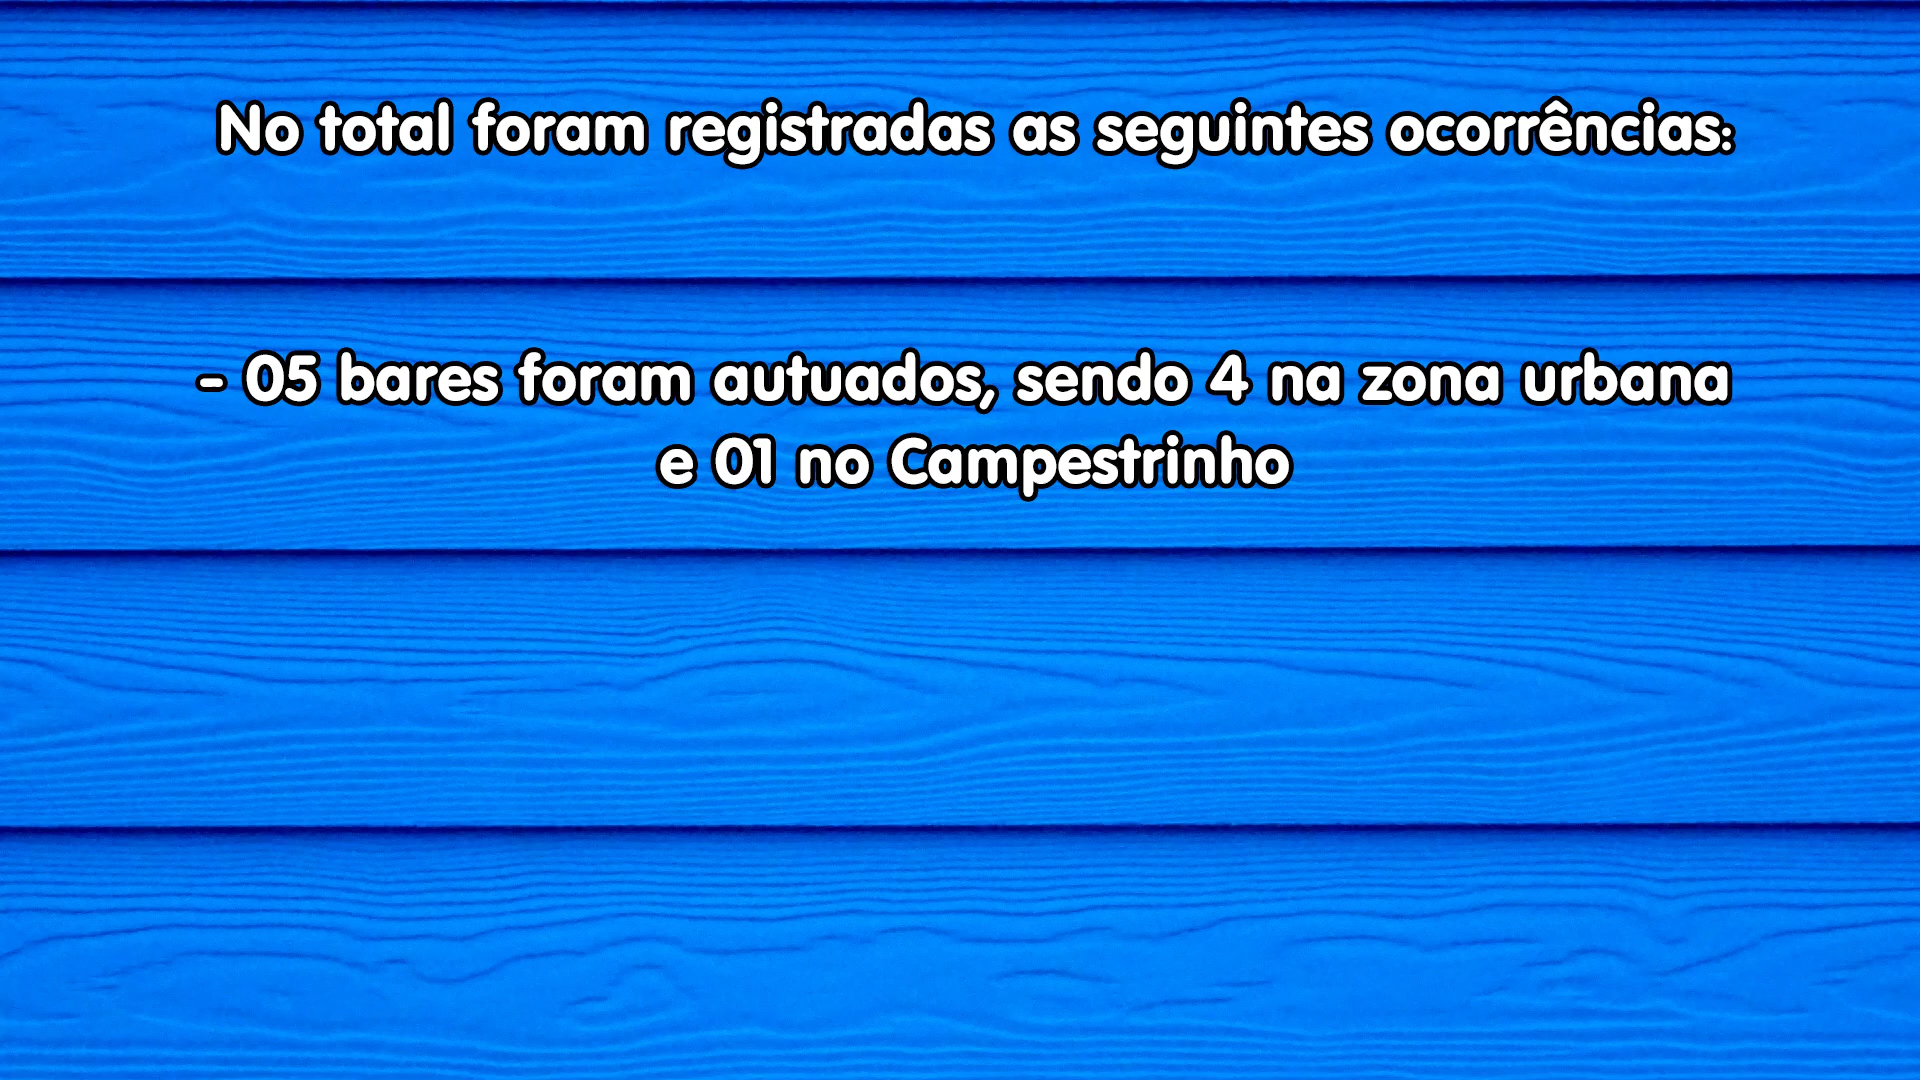 No total foram registradas as seguintes ocorrências:
- 05 bares foram autuados, sendo 4 na zona urbana
e 01 no Campestrinho